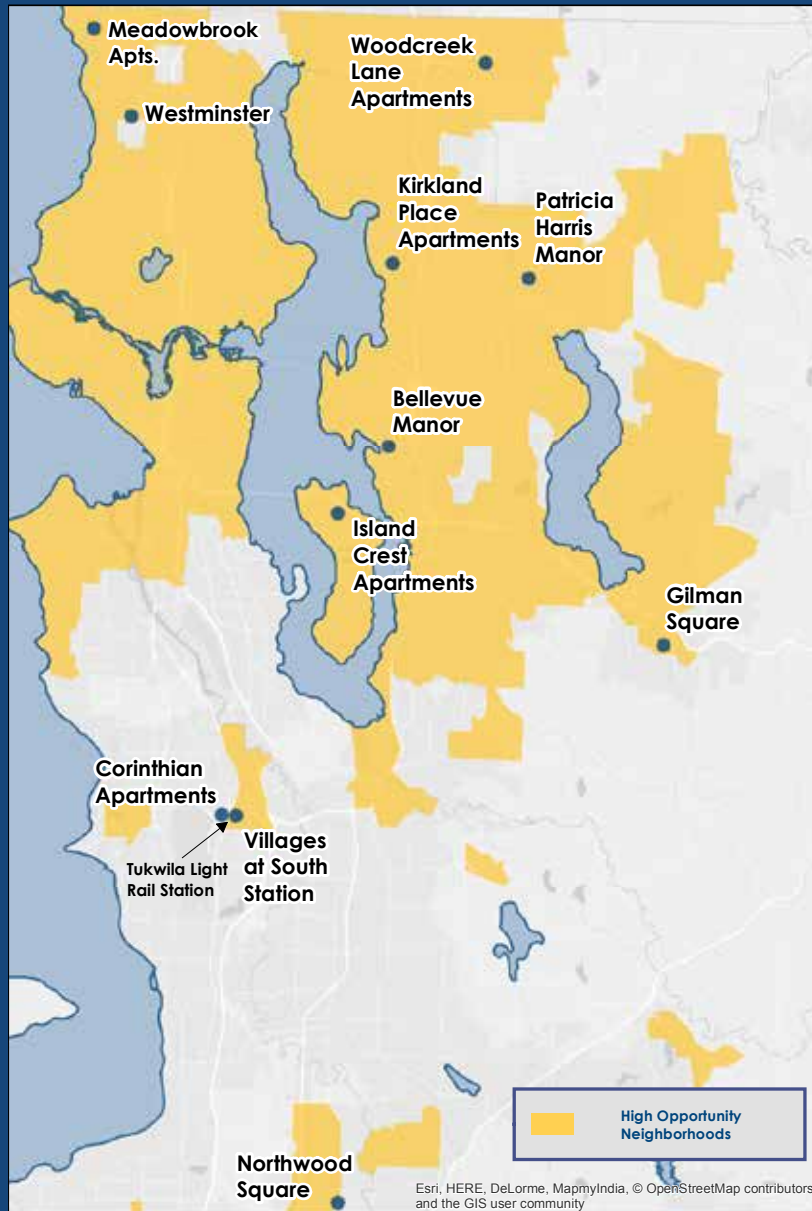 Meadowbrook
Apts.
Woodcreek
Lane
Apartments
Westminster
Kirkland
Place
Apartments
Patricia
Harris
Manor
Bellevue
Manor
Island
Crest
Apartments
Gilman
Square
Corinthian
Apartments
Tukwila Light
Rail Station
Villages
at South
Station
High Opportunity
Neighborhoods
Northwood
Square
Esri, HERE, DeLorme, MapmyIndia, © OpenStreetMap contributors
and the GIS user community